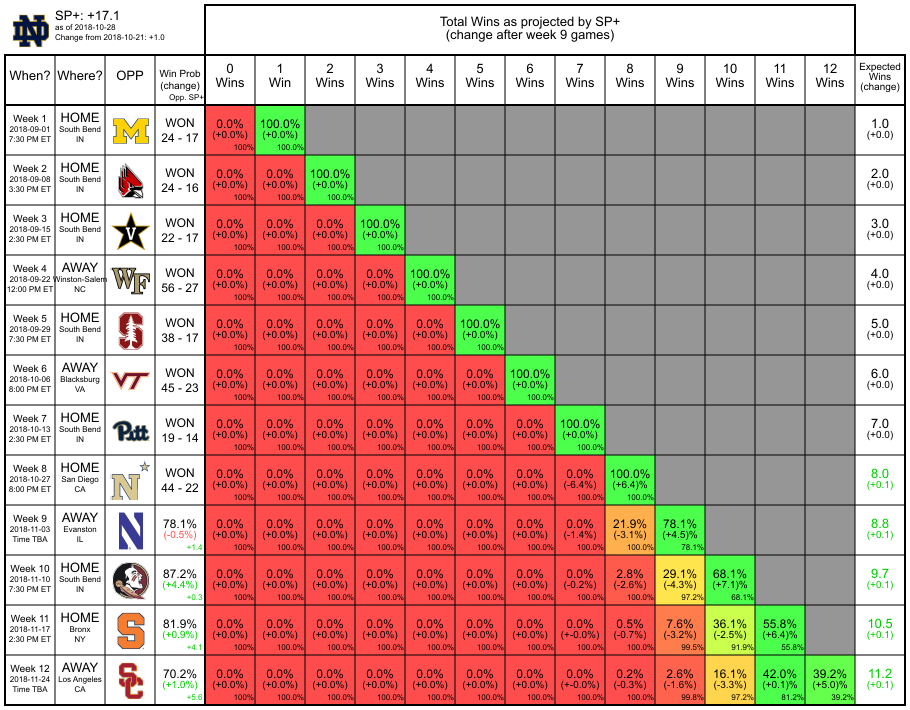 SP+: +17.1
as of 2018-10-28
Change from 2018-10-21: +1.0
Total Wins as projected by SP+
(change after week 9 games)
When? Where? OPP Win Prob (change) Opp. SP+ 0 Wins 1 Win 2 Wins 3 Wins 4 Wins 5 Wins 6 Wins 7 Wins 8 Wins 9 Wins 10 Wins 11 Wins 12 Wins Expected Wins (change)
Week 1 HOME M WON 0.0% 100.0% 1.0
2018-09-01 South Bend 24 - 17 (+0.0%) (+0.0%) (+0.0)
7:30 PM ET IN 100% 100.0%
Week 2 HOME WON 0.0% 0.0% 100.0% 2.0
2018-09-08 South Bend 24 - 16 (+0.0%) (+0.0%) (+0.0%) (+0.0)
3:30 PM ET IN 100% 100.0% 100.0%
Week 3 HOME V WON 0.0% 0.0% 0.0% 100.0% 3.0
2018-09-15 South Bend 22 - 17 (+0.0%) (+0.0%) (+0.0%) (+0.0%) (+0.0)
2:30 PM ET IN 100% 100.0% 100.0% 100.0%
Week 4 AWAY WF WON 0.0% 0.0% 0.0% 0.0% 100.0% 4.0
2018-09-22 Winston-Salem 56 - 27 (+0.0%) (+0.0%) (+0.0%) (+0.0%) (+0.0%) (+0.0)
12:00 PM ET NC 100% 100.0% 100.0% 100.0% 100.0%
Week 5 HOME S WON 0.0% 0.0% 0.0% 0.0% 0.0% 100.0% 5.0
2018-09-29 South Bend 38 - 17 (+0.0%) (+0.0%) (+0.0%) (+0.0%) (+0.0%) (+0.0%) (+0.0)
7:30 PM ET IN 100% 100.0% 100.0% 100.0% 100.0% 100.0%
Week 6 AWAY VT WON 0.0% 0.0% 0.0% 0.0% 0.0% 0.0% 100.0% 6.0
2018-10-06 Blacksburg 45 - 23 (+0.0%) (+0.0%) (+0.0%) (+0.0%) (+0.0%) (+0.0%) (+0.0%) (+0.0)
8:00 PM ET VA 100% 100.0% 100.0% 100.0% 100.0% 100.0% 100.0%
Week 7 HOME Pitt WON 0.0% 0.0% 0.0% 0.0% 0.0% 0.0% 0.0% 100.0% 7.0
2018-10-13 South Bend 19 - 14 (+0.0%) (+0.0%) (+0.0%) (+0.0%) (+0.0%) (+0.0%) (+0.0%) (+0.0%) (+0.0)
2:30 PM ET IN 100% 100.0% 100.0% 100.0% 100.0% 100.0% 100.0% 100.0%
Week 8 HOME N WON 0.0% 0.0% 0.0% 0.0% 0.0% 0.0% 0.0% 0.0% 100.0% 8.0
2018-10-27 San Diego 44 - 22 (+0.0%) (+0.0%) (+0.0%) (+0.0%) (+0.0%) (+0.0%) (+0.0%) (-6.4%) (+6.4)% (+0.1)
8:00 PM ET CA 100% 100.0% 100.0% 100.0% 100.0% 100.0% 100.0% 100.0% 100.0%
Week 9 AWAY N 78.1% 0.0% 0.0% 0.0% 0.0% 0.0% 0.0% 0.0% 0.0% 21.9% 78.1% 8.8
2018-11-03 Evanston (-0.5%) (+0.0%) (+0.0%) (+0.0%) (+0.0%) (+0.0%) (+0.0%) (+0.0%) (-1.4%) (-3.1%) (+4.5)% (+0.1)
Time TBA IL +1.4 100% 100.0% 100.0% 100.0% 100.0% 100.0% 100.0% 100.0% 100.0% 78.1%
Week 10 HOME 87.2% 0.0% 0.0% 0.0% 0.0% 0.0% 0.0% 0.0% 0.0% 2.8% 29.1% 68.1% 9.7
2018-11-10 South Bend (+4.4%) (+0.0%) (+0.0%) (+0.0%) (+0.0%) (+0.0%) (+0.0%) (+0.0%) (-0.2%) (-2.6%) (-4.3%) (+7.1)% (+0.1)
7:30 PM ET IN +0.3 100% 100.0% 100.0% 100.0% 100.0% 100.0% 100.0% 100.0% 100.0% 97.2% 68.1%
Week 11 HOME S 81.9% 0.0% 0.0% 0.0% 0.0% 0.0% 0.0% 0.0% 0.0% 0.5% 7.6% 36.1% 55.8% 10.5
2018-11-17 Bronx (+0.9%) (+0.0%) (+0.0%) (+0.0%) (+0.0%) (+0.0%) (+0.0%) (+0.0%) (+-0.0%) (-0.7%) (-3.2%) (-2.5%) (+6.4)% (+0.1)
2:30 PM ET NY +4.1 100% 100.0% 100.0% 100.0% 100.0% 100.0% 100.0% 100.0% 100.0% 99.5% 91.9% 55.8%
Week 12 AWAY SC 70.2% 0.0% 0.0% 0.0% 0.0% 0.0% 0.0% 0.0% 0.0% 0.2% 2.6% 16.1% 42.0% 39.2% 11.2
2018-11-24 Los Angeles (+1.0%) (+0.0%) (+0.0%) (+0.0%) (+0.0%) (+0.0%) (+0.0%) (+0.0%) (-0.0%) (-0.3%) (-1.6%) (-3.3%) (+0.1)% (+5.0)% (+0.1)
Time TBA CA +5.6 100% 100.0% 100.0% 100.0% 100.0% 100.0% 100.0% 100.0% 100.0% 99.8% 97.2% 81.2% 39.2%